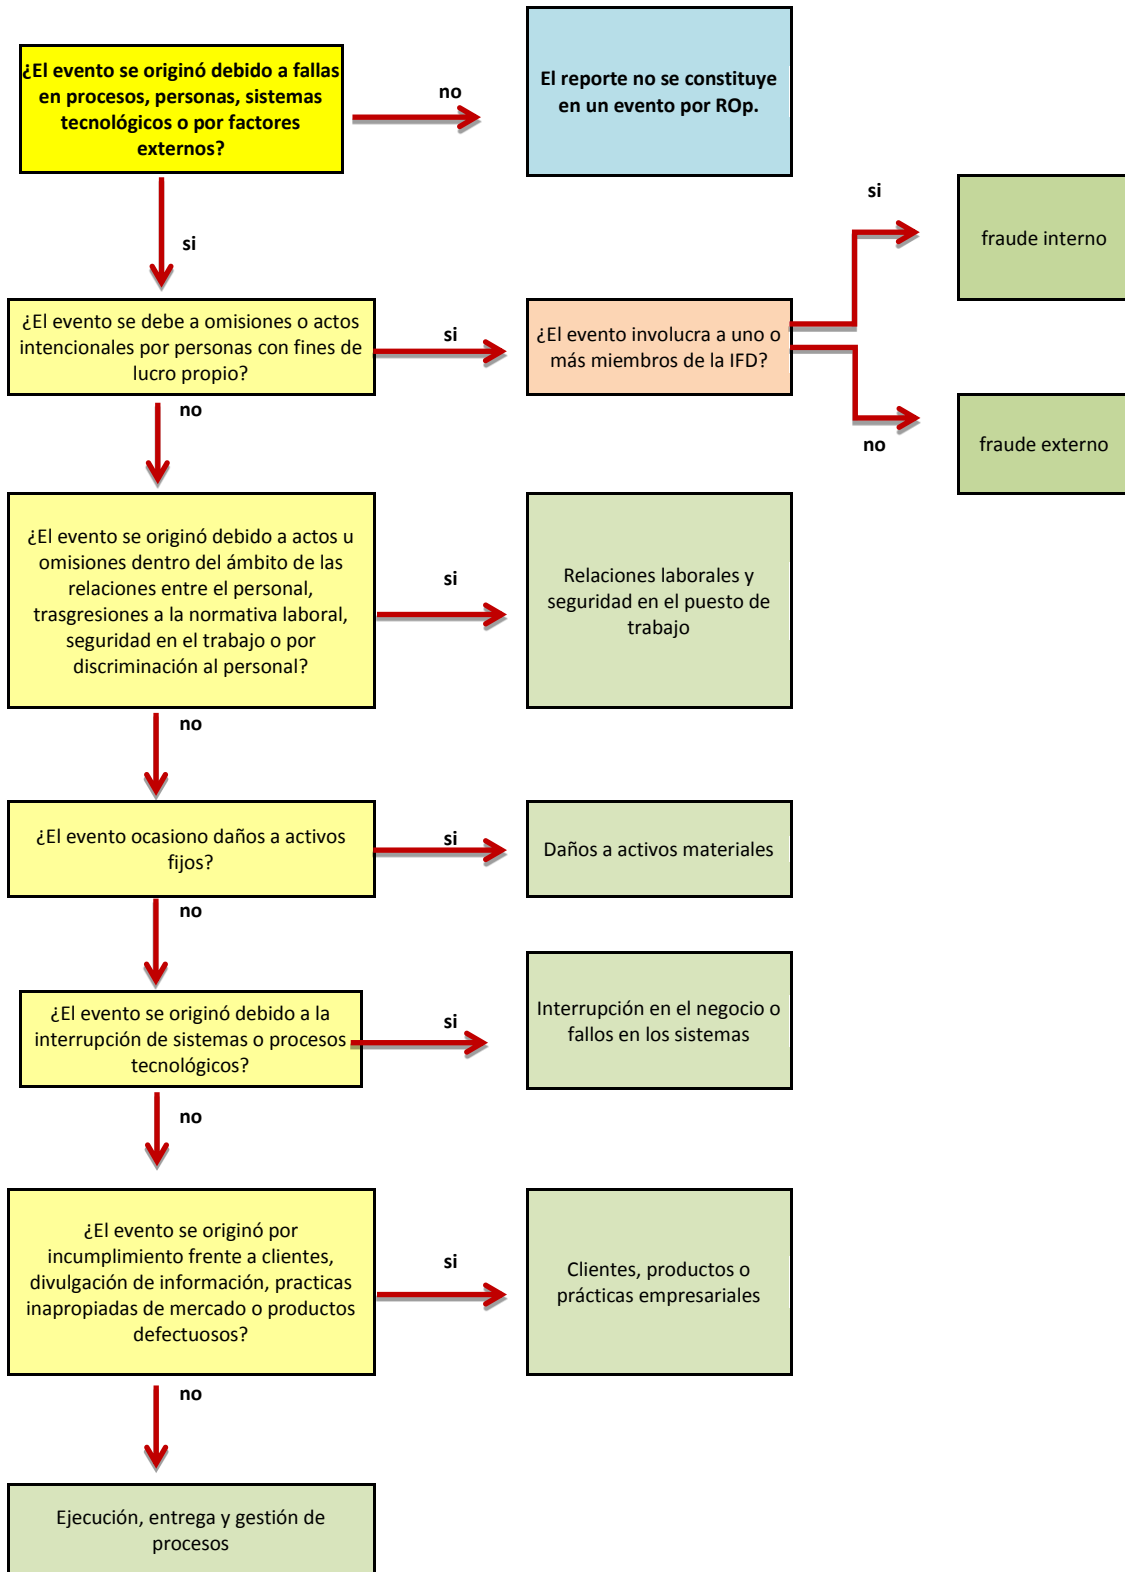 ¿El evento se originó debido a fallas
en procesos, personas, sistemas
tecnológicos o por factores
externos?
no
El reporte no se constituye
en un evento por ROp.
si
¿El evento se debe a omisiones o actos
intencionales por personas con fines de
lucro propio?
si
¿El evento involucra a uno o
más miembros de la IFD?
si
fraude interno
no
fraude externo
no
¿El evento se originó debido a actos u
omisiones dentro del ámbito de las
relaciones entre el personal,
trasgresiones a la normativa laboral,
seguridad en el trabajo o por
discriminación al personal?
si
Relaciones laborales y
seguridad en el puesto de
trabajo
no
¿El evento ocasiono daños a activos
fijos?
si
Daños a activos materiales
no
¿El evento se originó debido a la
interrupción de sistemas o procesos
tecnológicos?
si
Interrupción en el negocio o
fallos en los sistemas
no
¿El evento se originó por
incumplimiento frente a clientes,
divulgación de información, practicas
inapropiadas de mercado o productos
defectuosos?
si
Clientes, productos o
prácticas empresariales
no
Ejecución, entrega y gestión de
procesos